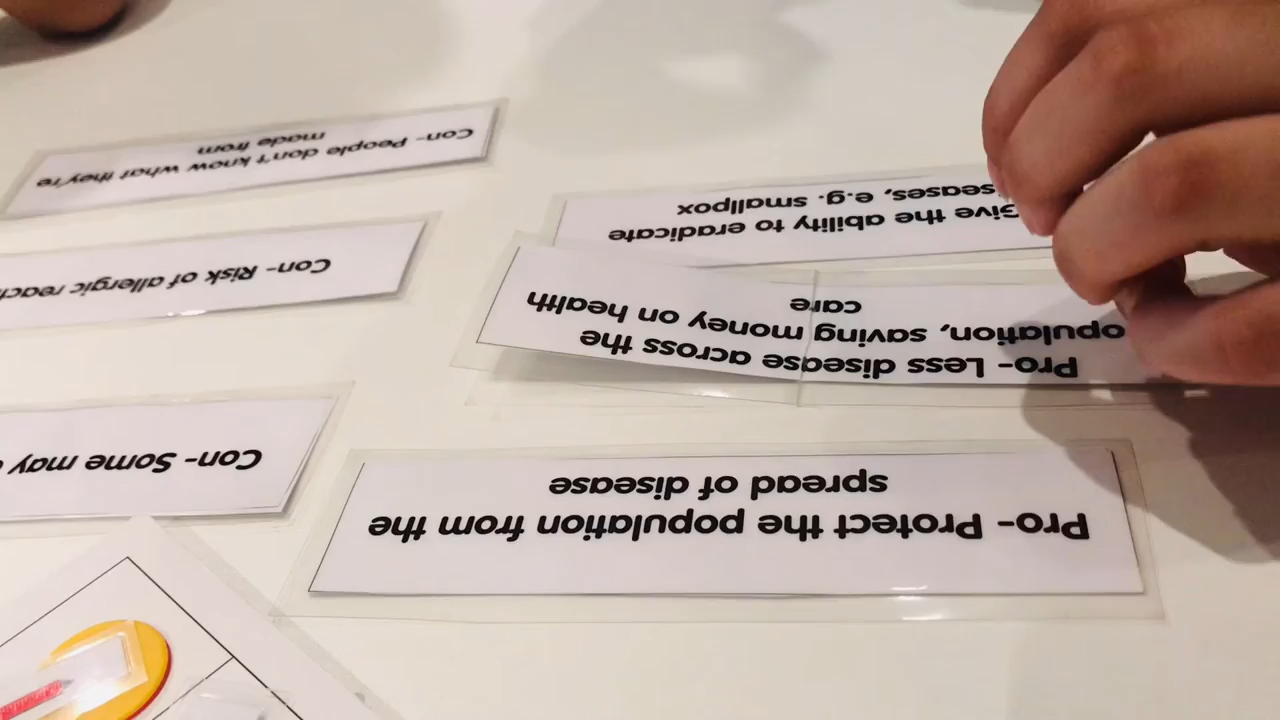 Pro- Protect the population from the
spread of disease
Pro- Less disease across the
opulation, saving money on health
care
Give the ability to eradicate
seases, e.g. smallpox
Con- Some may
Con- Risk of allergic reac
Con- People don't know what they're
made from